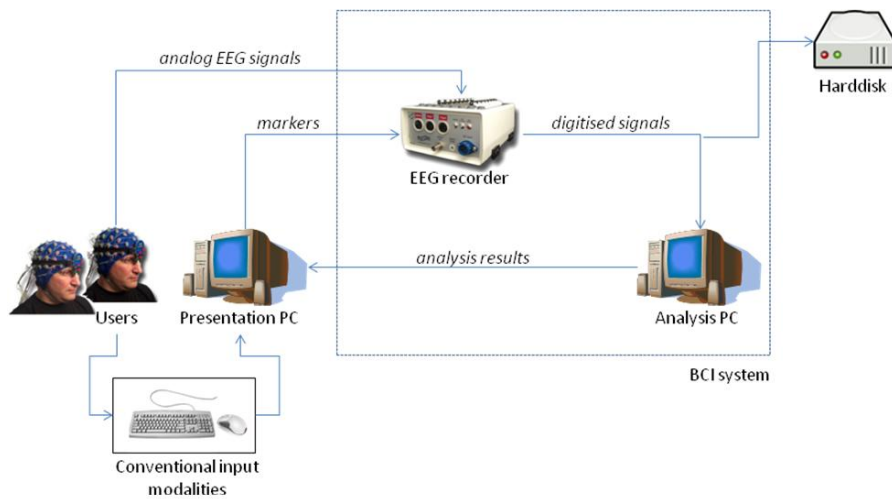 analog EEG signals
Harddisk
markers
digitised signals
EEG recorder
analysis results
Users
Presentation PC
Analysis PC
BCI system
Conventional input
modalities